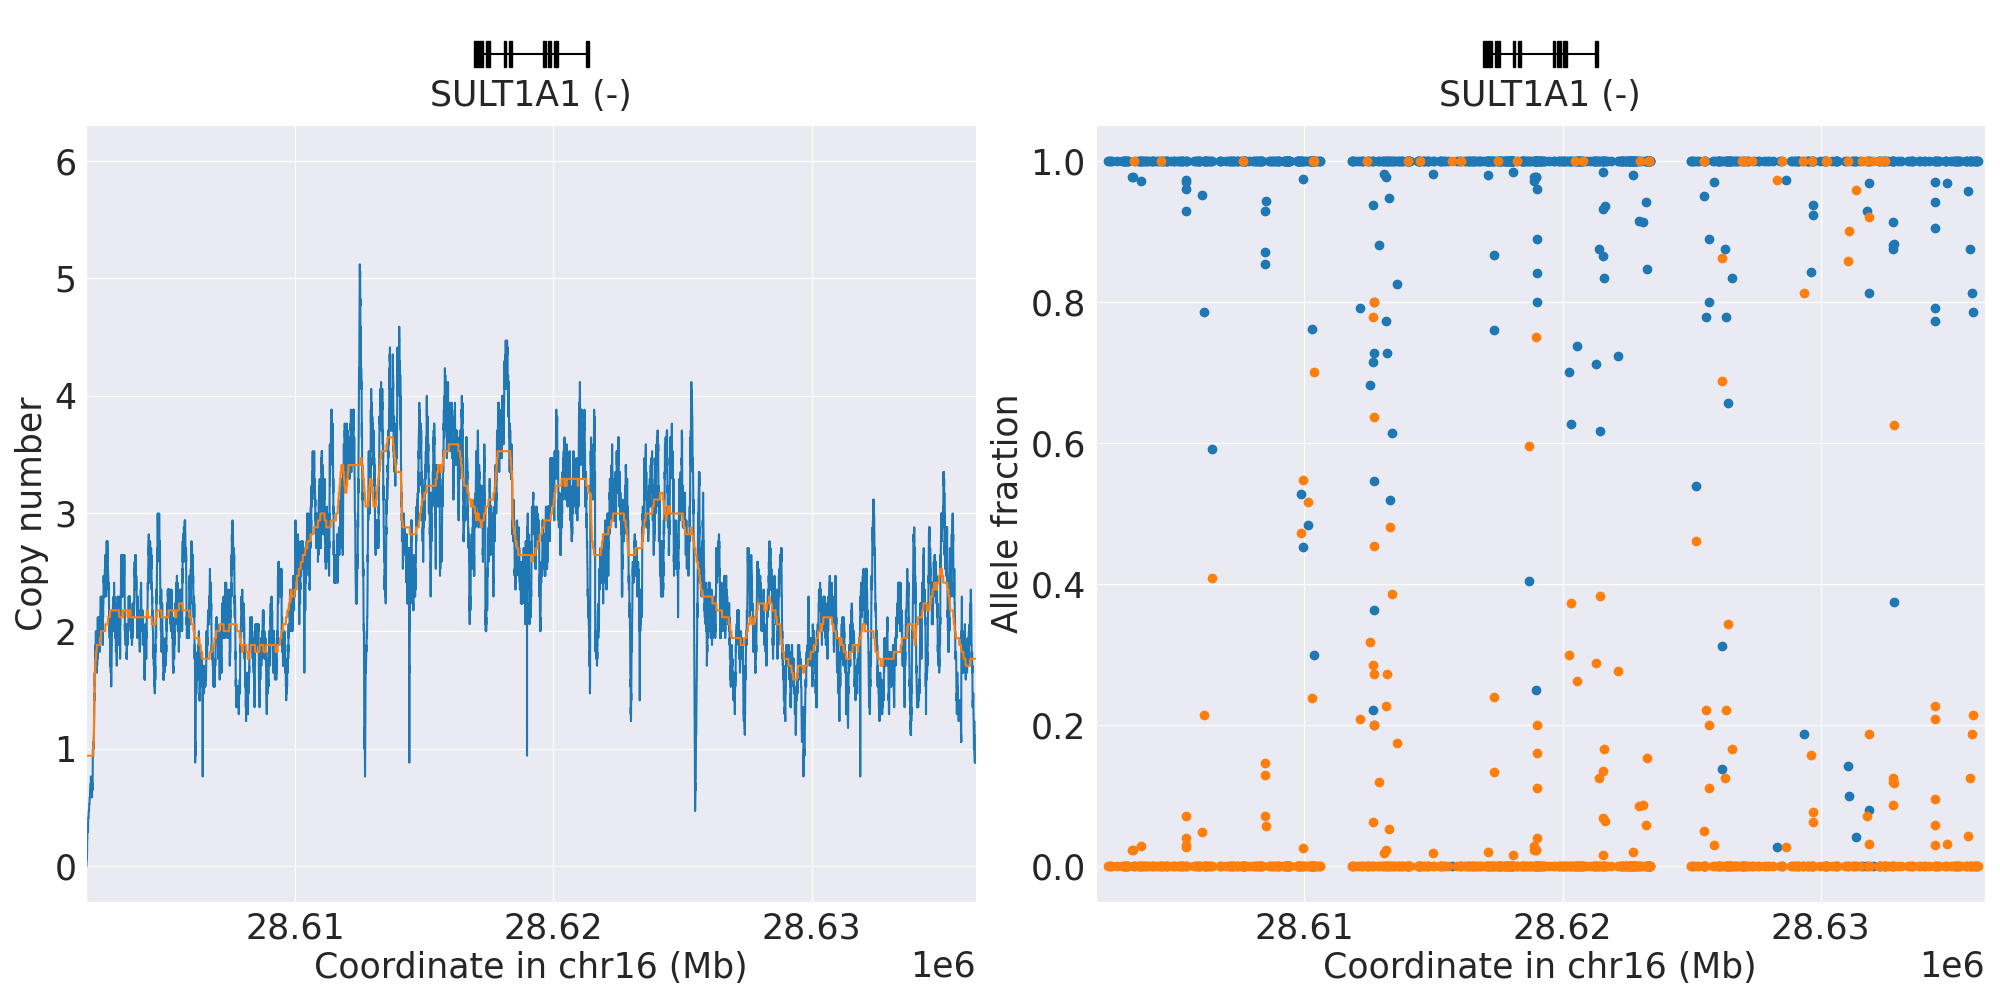 SULT1A1 (-)
SULT1A1 (-)
Copy number
6
5
4
3
2
1
0
28.61
28.62
28.63
Coordinate in chr16 (Mb)
1e6
Allele fraction
1.0
0.8
0.6
0.4
0.2
0.0
28.61
28.62
28.63
Coordinate in chr16 (Mb)
1e6